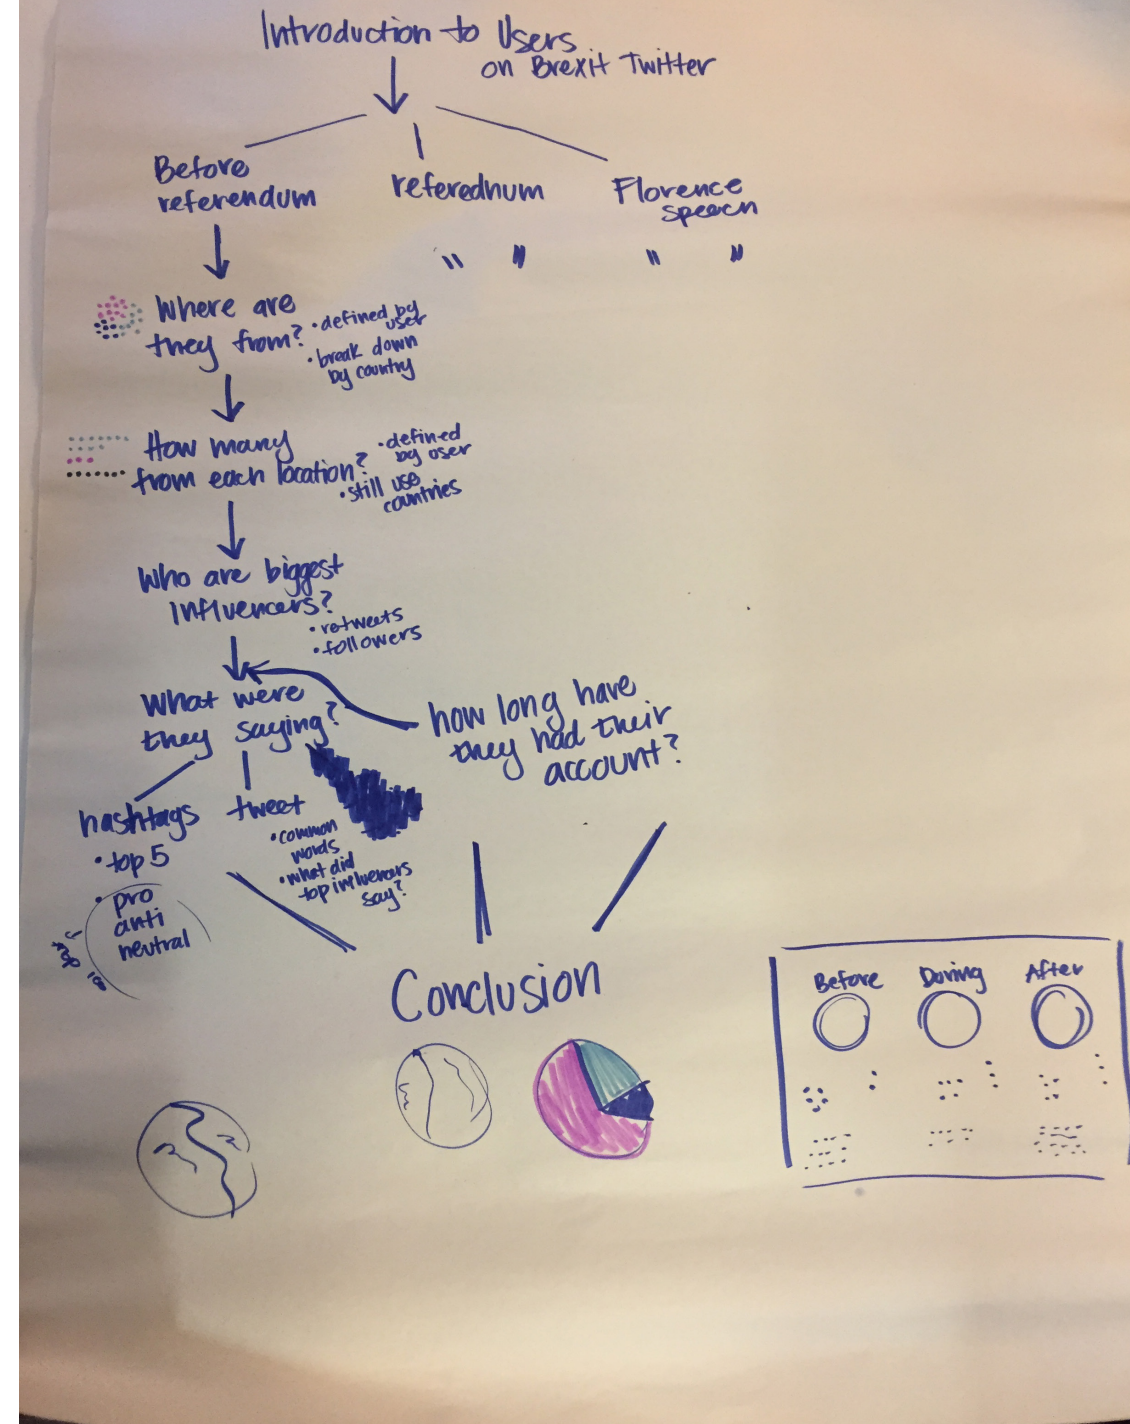 Introduction to Users
on Brexit Twitter
Before
referendum
referednum
Florence
speech
" "
" "
Where are
they from?
• defined by
user
• break down
by country
How many
from each location?
• defined
by user
• still use
countries
Who are biggest
influencers?
• retweets
• followers
What were
they saying?
how long have
they had their
account?
hashtags
• top 5
• pro
anti
neutral
top
100
tweet
• common
words
• what did
top influencers
say?
Conclusion
Before
During
After